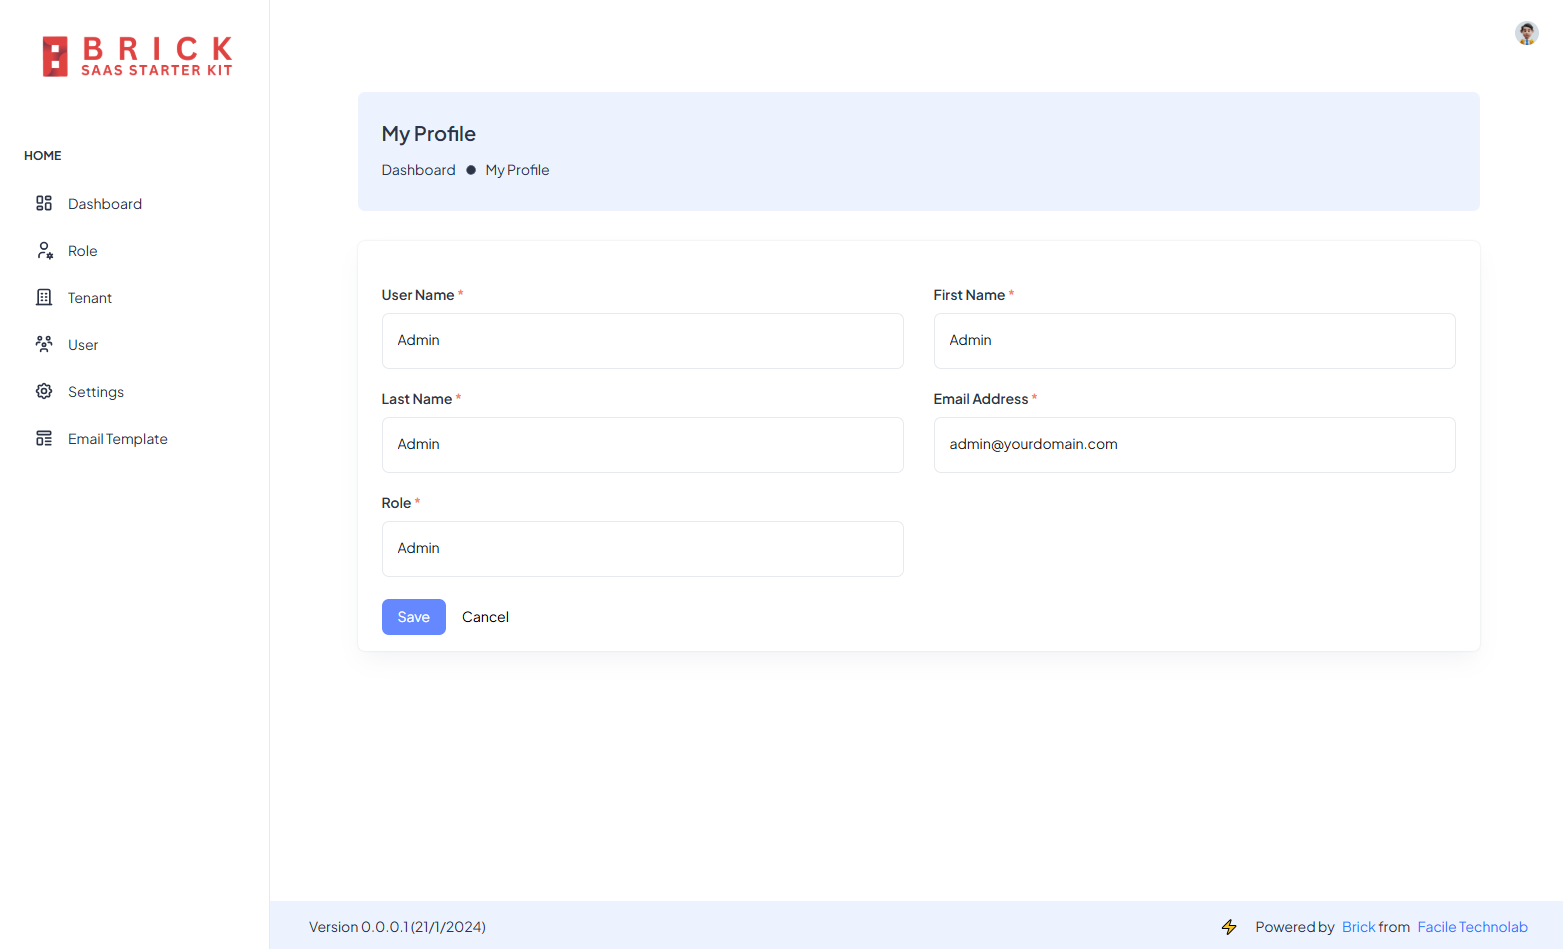 BRICK
SAAS STARTER KIT
HOME
Dashboard
Role
Tenant
User
Settings
Email Template
My Profile
Dashboard ● My Profile
User Name *
Admin
First Name *
Admin
Last Name *
Admin
Email Address *
admin@yourdomain.com
Role *
Admin
Save Cancel
Version 0.0.0.1 (21/1/2024)
Powered by Brick from Facile Technolab